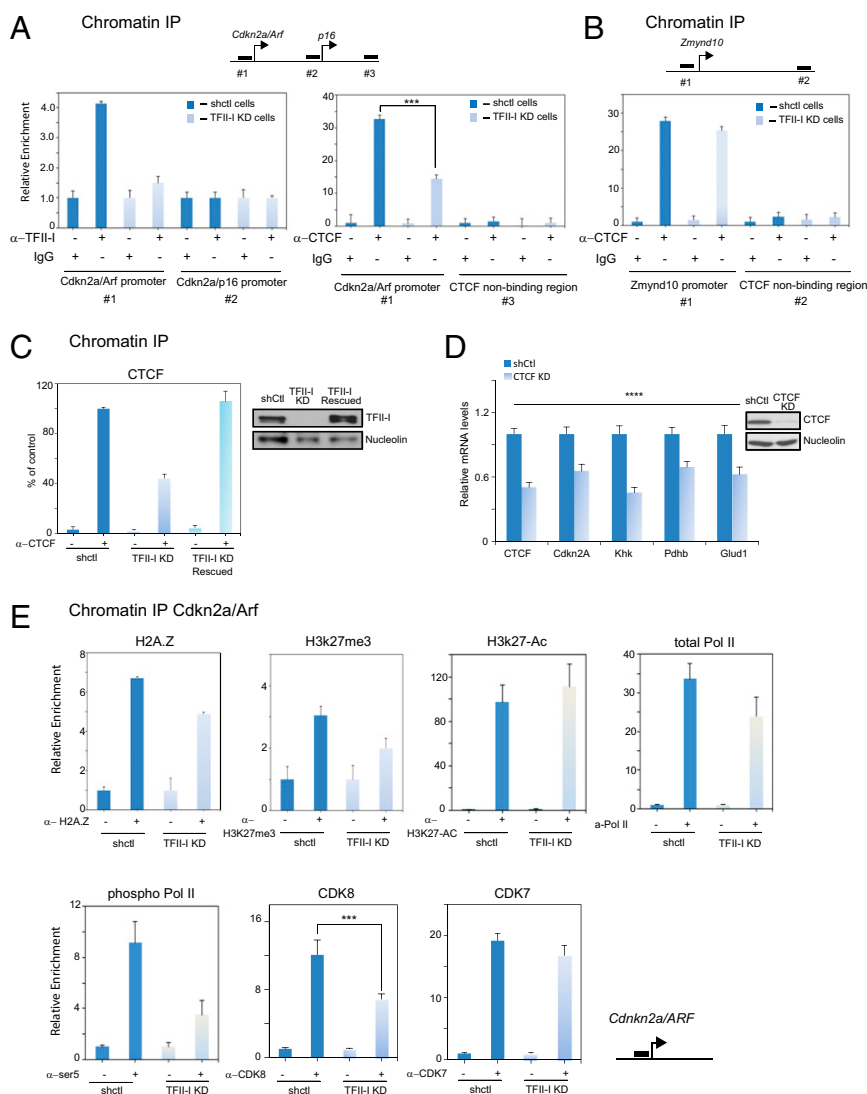 A Chromatin IP
Cdkn2a/Arf p16
#1 #2 #3
Relative Enrichment
4.0
3.0
2.0
1.0
0
shctl cells
TFII-I KD cells
α–TFII-I + + + +
IgG + + + +
Cdkn2a/Arf promoter Cdkn2a/p16 promoter
#1 #2
40
30
20
10
0
***
– shctl cells
– TFII-I KD cells
α–CTCF + + + +
IgG + + + +
Cdkn2a/Arf promoter CTCF non-binding region
#1 #3
B Chromatin IP
Zmynd10
#1 #2
30
20
10
0
–shctl cells
– TFII-I KD cells
α–CTCF + + + +
IgG + + + +
Zmynd10 promoter CTCF non-binding region
#1 #2
C Chromatin IP
CTCF
% of control
120
80
40
0
α–CTCF - + - + - +
shctl TFII-I KD TFII-I
Rescued
shCtl TFII-I
KD TFII-I
Rescued
TFII-I
Nucleolin
D
shCtl
CTCF KD
****
Relative mRNA levels
1.2
0.6
0
CTCF Cdkn2A Khk Pdhb Glud1
shCtl CTCF
KD
CTCF
Nucleolin
E Chromatin IP Cdkn2a/Arf
H2A.Z
Relative Enrichment
8
6
4
2
0
α– H2A.Z - + - +
shctl TFII-I KD
H3k27me3
4
2
0
α–
H3K27me3 - + - +
shctl TFII-I KD
H3k27-Ac
120
80
40
0
α–
H3K27-AC - + - +
shctl TFII-I KD
total Pol II
40
30
20
10
0
a-Pol II - + - +
shctl TFII-I KD
phospho Pol II
Relative Enrichment
12
8
4
0
α–ser5 - + - +
shctl TFII-I KD
CDK8
16
12
8
4
0
***
α–CDK8 - + - +
shctl TFII-I KD
CDK7
20
10
0
α–CDK7 - + - +
shctl TFII-I KD
Cdnkn2a/ARF